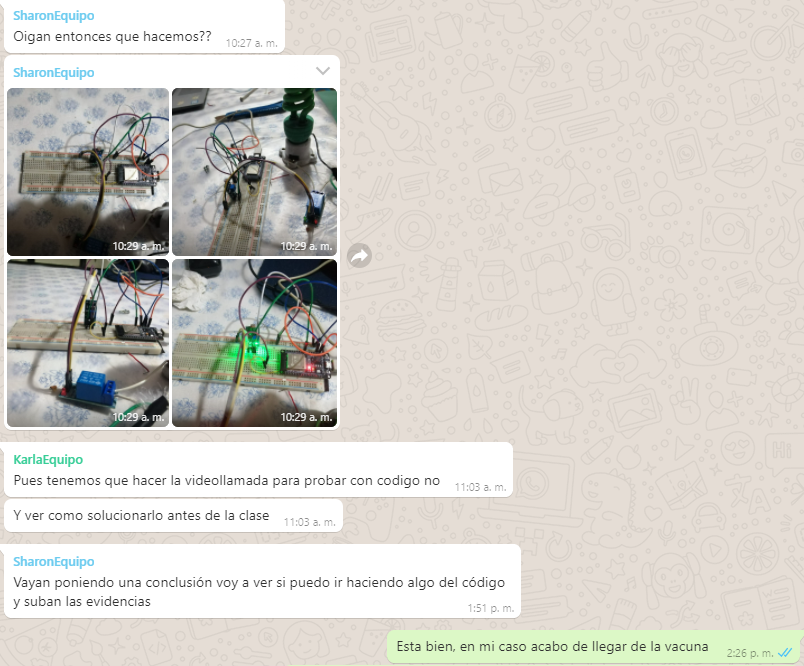 SharonEquipo
Oigan entonces que hacemos?? 10:27 a. m.
SharonEquipo
10:29 a. m. 10:29 a. m.
10:29 a. m. 10:29 a. m.
KarlaEquipo
Pues tenemos que hacer la videollamada para probar con codigo no 11:03 a. m.
Y ver como solucionarlo antes de la clase 11:03 a. m.
SharonEquipo
Vayan poniendo una conclusión voy a ver si puedo ir haciendo algo del código
y suban las evidencias 1:51 p. m.
Esta bien, en mi caso acabo de llegar de la vacuna 2:26 p. m.